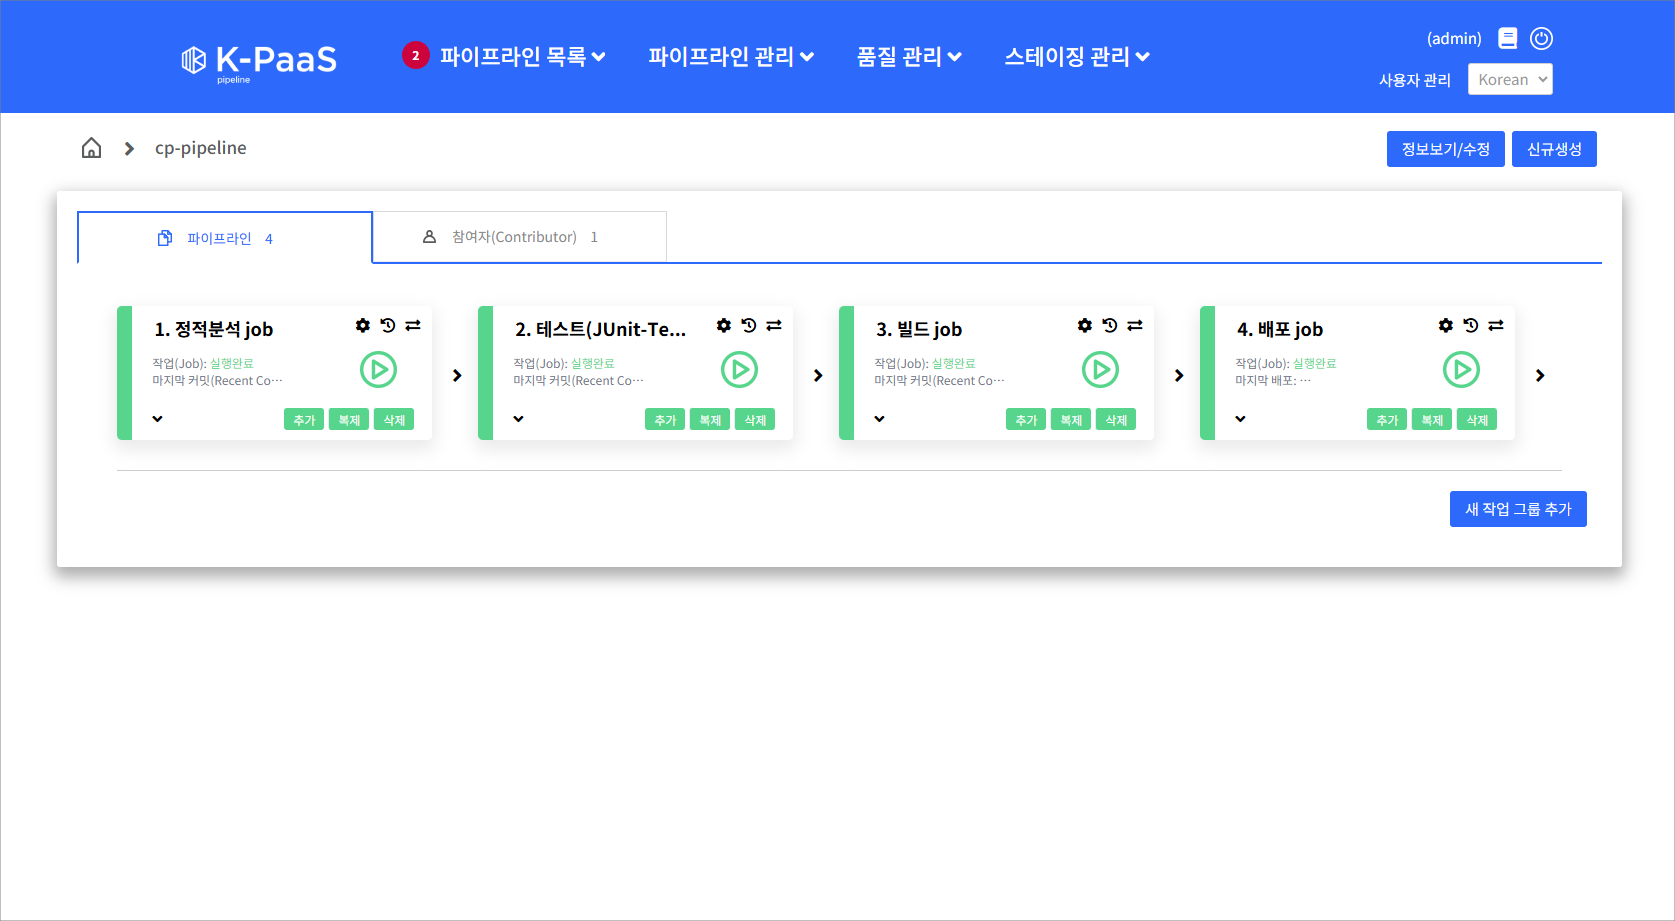 K-PaaS
pipeline
2 파이프라인 목록 파이프라인 관리 품질 관리 스테이징 관리
(admin)
사용자 관리 Korean
cp-pipeline
정보보기/수정 신규생성
파이프라인 4
참여자(Contributor) 1
1. 정적분석 job
작업(Job): 실행완료
마지막 커밋(Recent Co···
추가 복제 삭제
2. 테스트(JUnit-Te...
작업(Job): 실행완료
마지막 커밋(Recent Co···
추가 복제 삭제
3. 빌드 job
작업(Job): 실행완료
마지막 커밋(Recent Co···
추가 복제 삭제
4. 배포 job
작업(Job): 실행완료
마지막 배포: ···
추가 복제 삭제
새 작업 그룹 추가